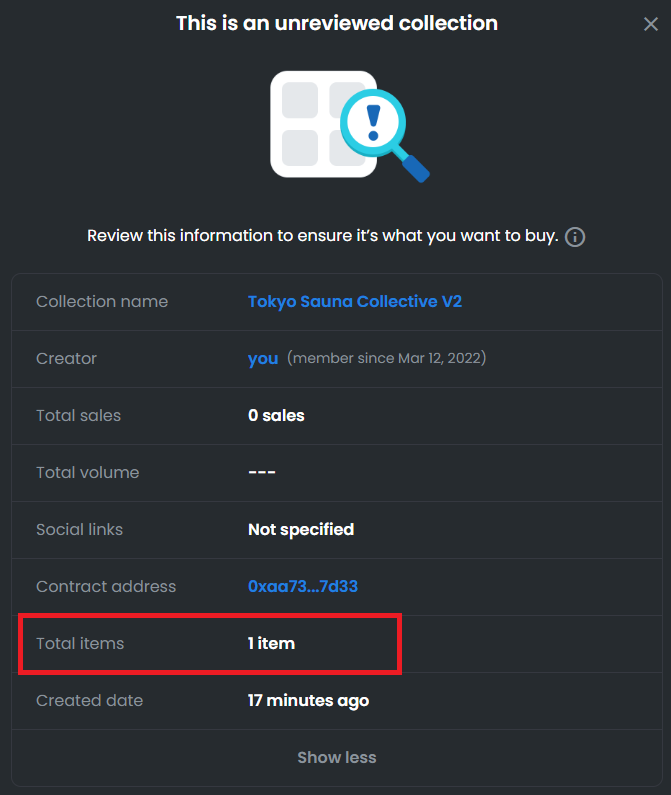 This is an unreviewed collection
Review this information to ensure it's what you want to buy.
Collection name Tokyo Sauna Collective V2
Creator you (member since Mar 12, 2022)
Total sales 0 sales
Total volume ---
Social links Not specified
Contract address 0xaa73...7d33
Total items 1 item
Created date 17 minutes ago
Show less